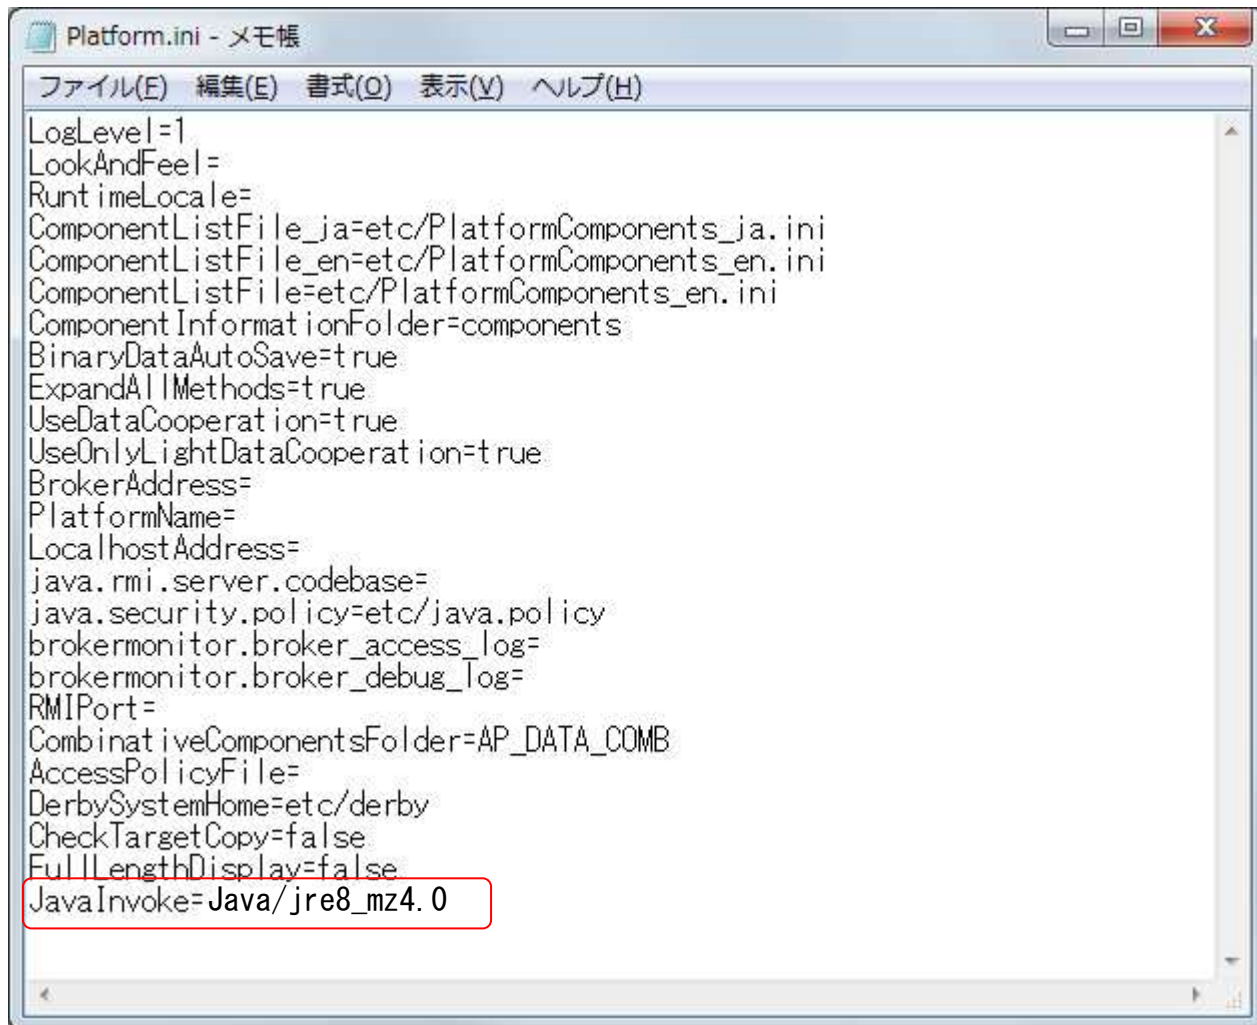 Platform.ini - メモ帳
ファイル(F) 編集(E) 書式(O) 表示(V) ヘルプ(H)
LogLevel=1
LookAndFeel=
RuntimeLocale=
ComponentListFile_ja=etc/PlatformComponents_ja.ini
ComponentListFile_en=etc/PlatformComponents_en.ini
ComponentListFile=etc/PlatformComponents_en.ini
ComponentInformationFolder=components
BinaryDataAutoSave=true
ExpandAllMethods=true
UseDataCooperation=true
UseOnlyLightDataCooperation=true
BrokerAddress=
PlatformName=
LocalhostAddress=
java.rmi.server.codebase=
java.security.policy=etc/java.policy
brokermonitor.broker_access_log=
brokermonitor.broker_debug_log=
RMIPort=
CombinativeComponentsFolder=AP_DATA_COMB
AccessPolicyFile=
DerbySystemHome=etc/derby
CheckTargetCopy=false
FullLengthDisplay=false
JavaInvoke=Java/jre8_mz4.0